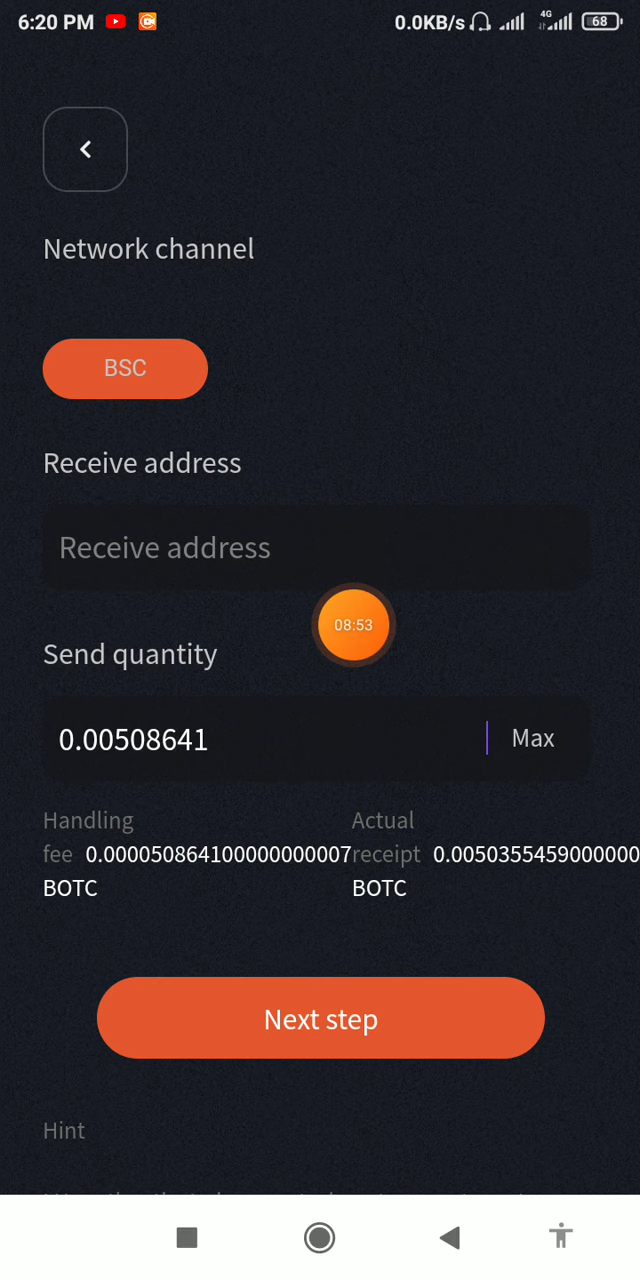 6:20 PM 0.0KB/s 4G 68
Network channel
BSC
Receive address
Receive address
08:53
Send quantity
0.00508641 Max
Handling Actual
fee 0.000050864100000000007 receipt 0.0050355459000000
BOTC BOTC
Next step
Hint